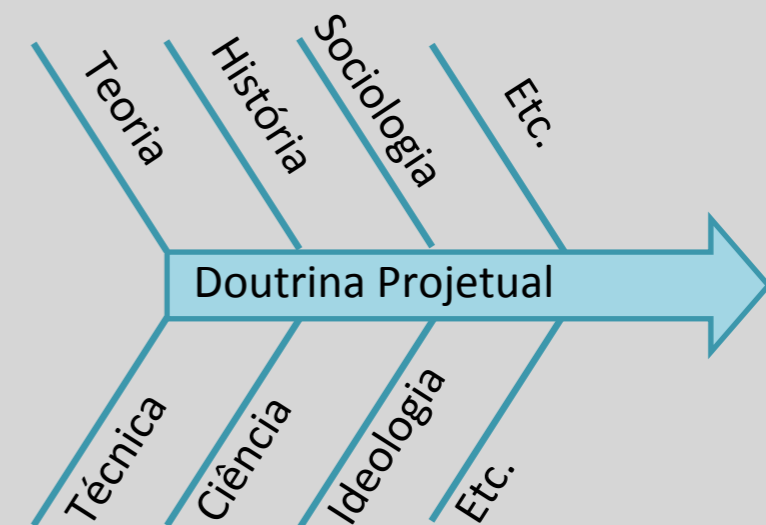 Teoria
História
Sociologia
Etc.
Doutrina Projetual
Técnica
Ciência
Ideologia
Etc.